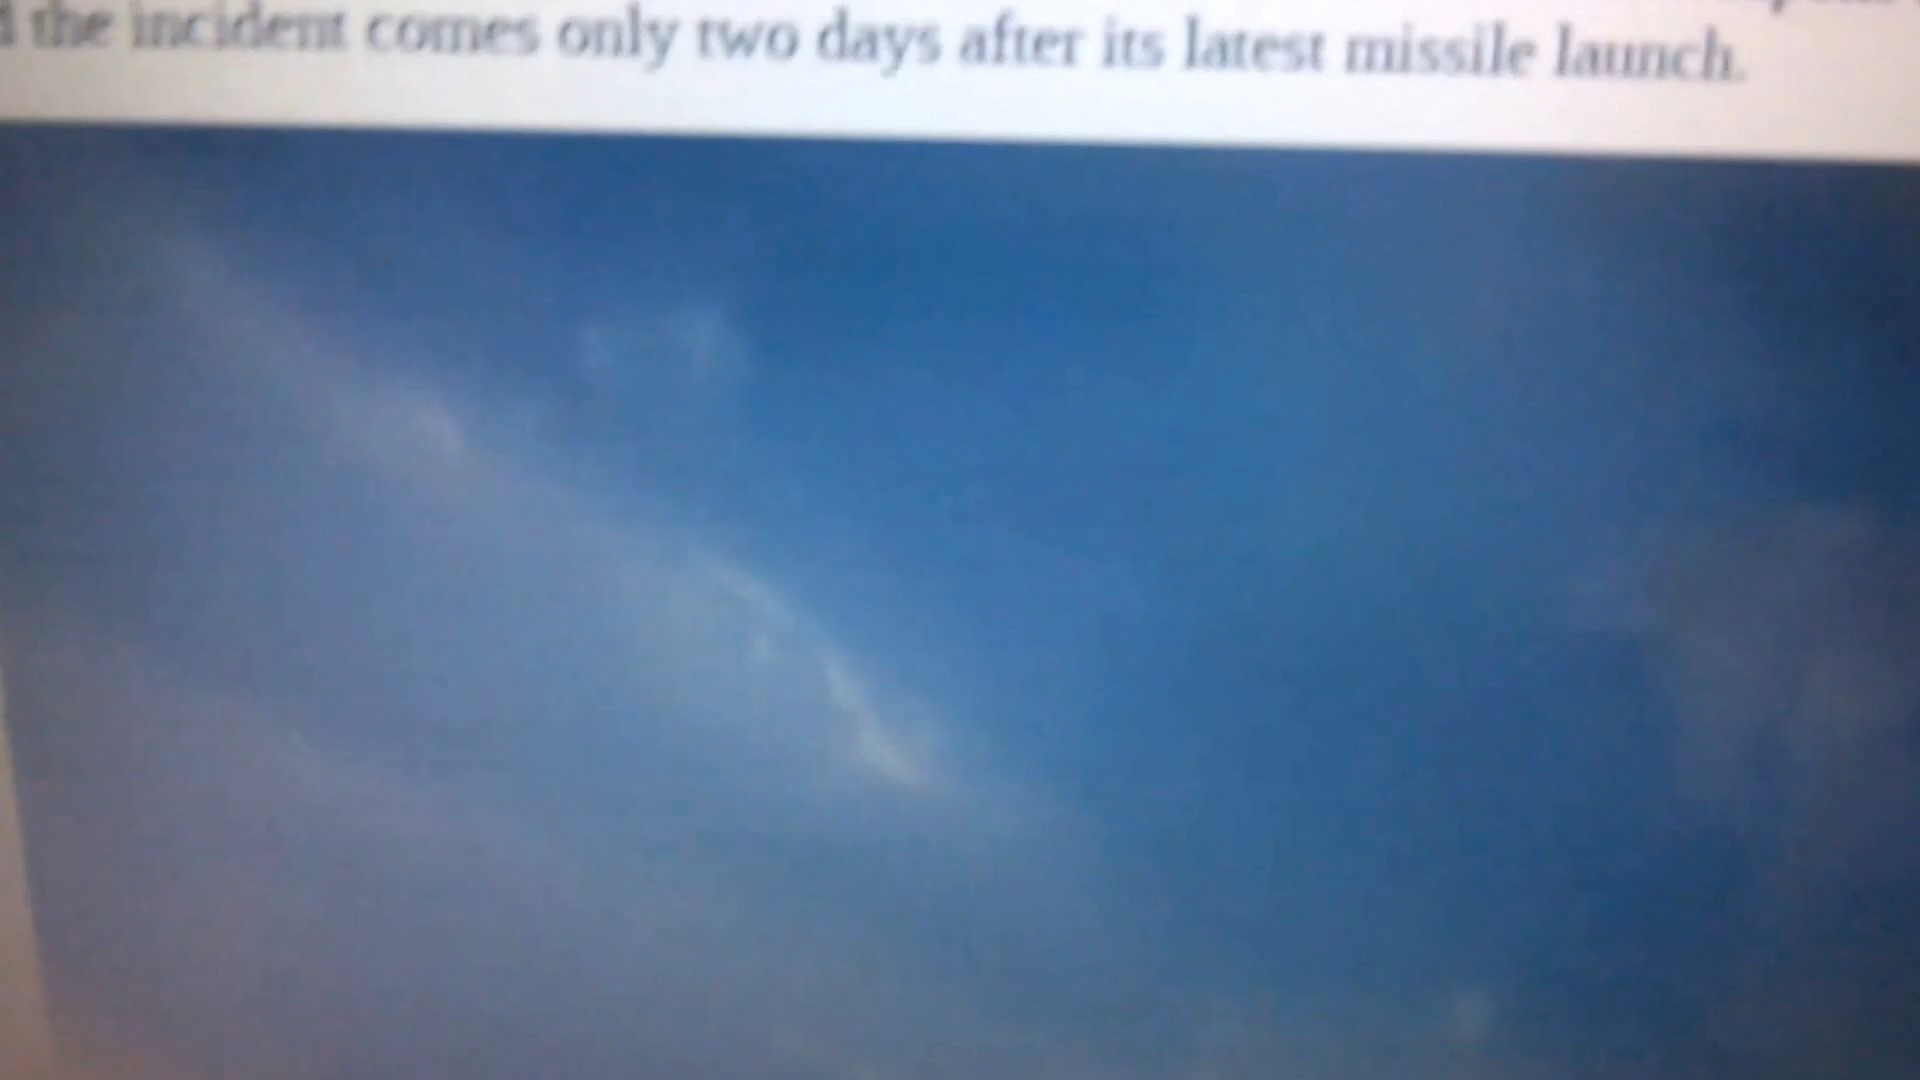 the incident comes only two days after its latest missile launch.